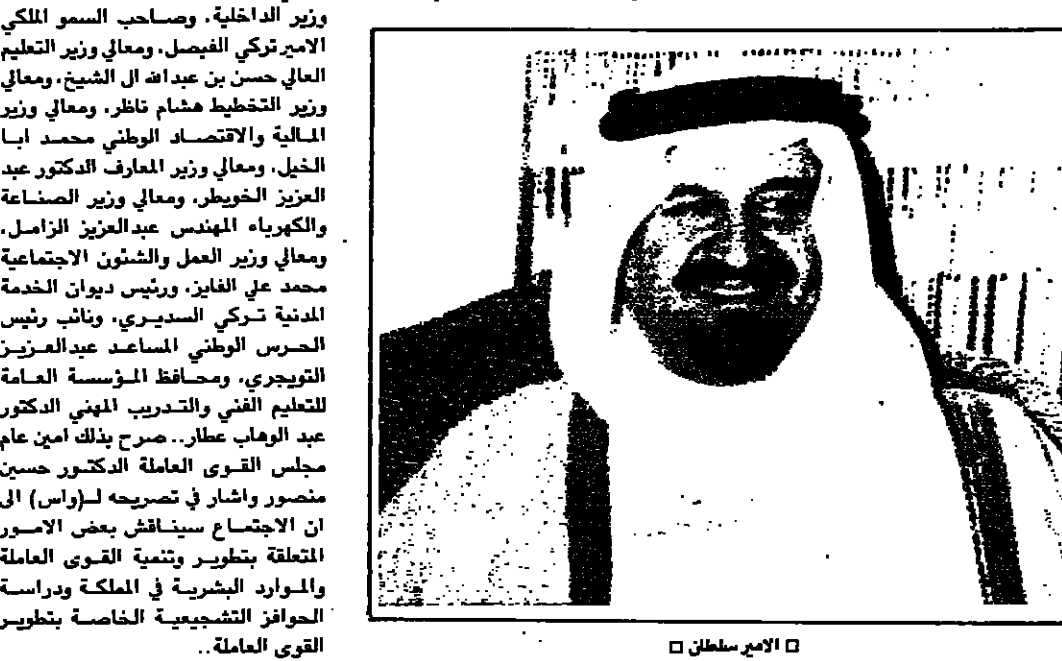 وزير الداخلية. وصاحب السمو الملكي
الامير تركي الفيصل. ومعالي وزير التعليم
العالي حسن بن عبدالله ال الشيخ. ومعالي
وزير التخطيط هشام ناظر. ومعالي وزير
المالية والاقتصاد الوطني محمد ابا
الخيل. ومعالي وزير المعارف الدكتور عبد
العزيز الخويطر. ومعالي وزير الصناعة
والكهرباء المهندس عبدالعزيز الزامل.
ومعالي وزير العمل والشئون الاجتماعية
محمد علي الفايز. ورئيس ديوان الخدمة
المدنية تركي السديري. ونائب رئيس
الحرس الوطني المساعد عبدالعزيز
التويجري. ومحافظ المؤسسة العامة
للتعليم الفني والتدريب المهني الدكتور
عبد الوهاب عطار.. صرح بذلك امين عام
مجلس القوى العاملة الدكتور حسين
منصور واشار في تصريحه لـ(واس) الى
ان الاجتماع سيناقش بعض الامور
المتعلقة بتطوير وتنمية القوى العاملة
والموارد البشرية في المملكة ودراسة
الحوافز التشجيعية الخاصة بتطوير
القوى العاملة..
□ الامير سلطان □